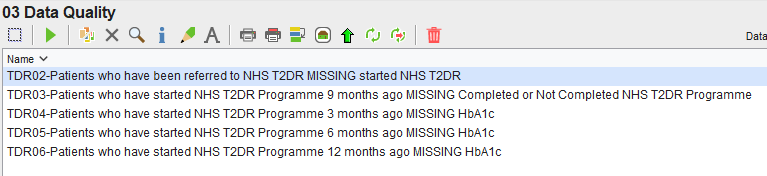 03 Data Quality
Data
Name
TDR02-Patients who have been referred to NHS T2DR MISSING started NHS T2DR
TDR03-Patients who have started NHS T2DR Programme 9 months ago MISSING Completed or Not Completed NHS T2DR Programme
TDR04-Patients who have started NHS T2DR Programme 3 months ago MISSING HbA1c
TDR05-Patients who have started NHS T2DR Programme 6 months ago MISSING HbA1c
TDR06-Patients who have started NHS T2DR Programme 12 months ago MISSING HbA1c